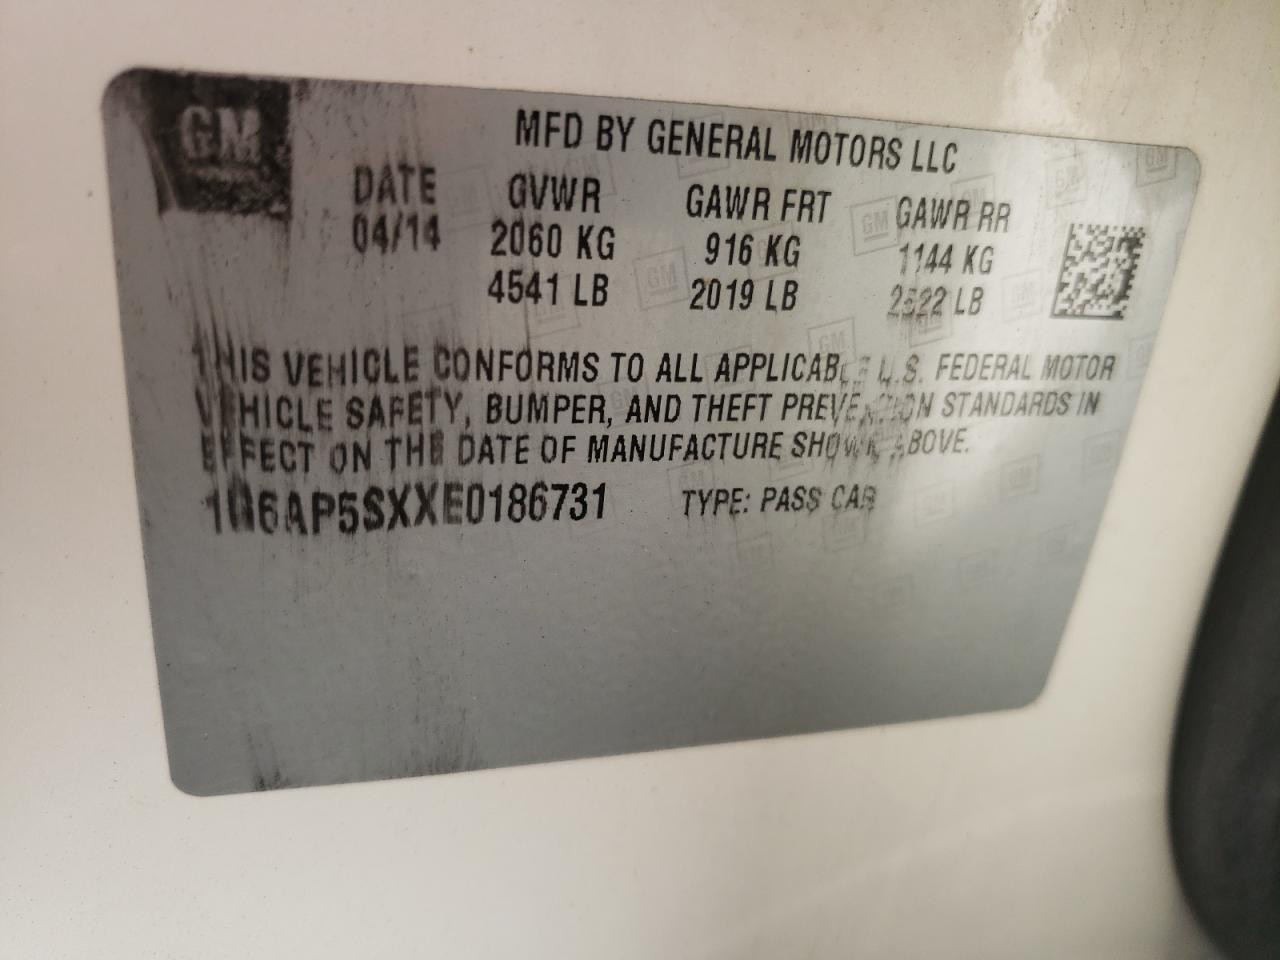 GM
MFD BY GENERAL MOTORS LLC
DATE GVWR GAWR FRT GAWR RR
04/14 2060 KG 916 KG 1144 KG
4541 LB 2019 LB 2522 LB
THIS VEHICLE CONFORMS TO ALL APPLICABLE U.S. FEDERAL MOTOR
VEHICLE SAFETY, BUMPER, AND THEFT PREVENTION STANDARDS IN
EFFECT ON THE DATE OF MANUFACTURE SHOWN ABOVE.
1G6AP5SXXE0186731 TYPE: PASS CAR